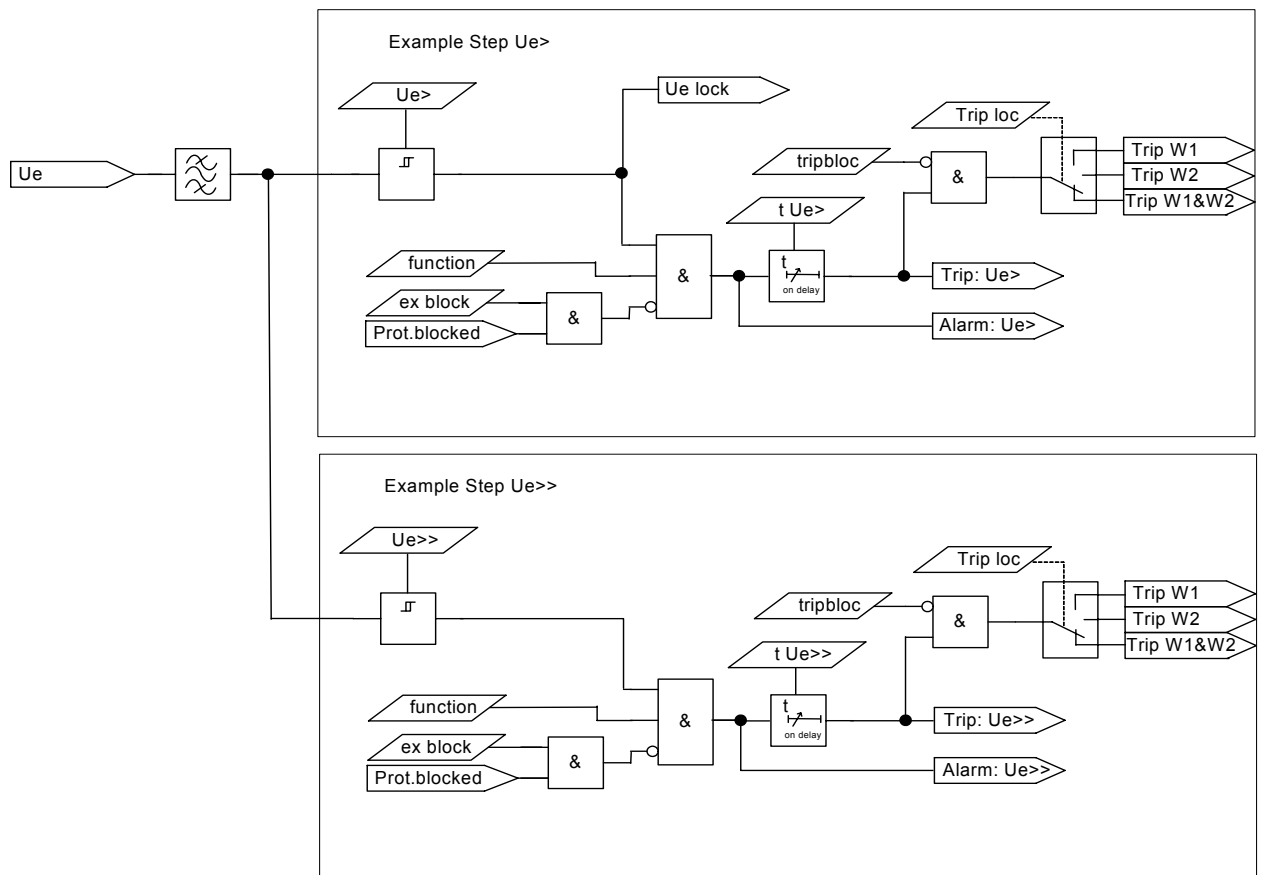 Example Step Ue>
Ue>
Ue lock
Trip loc
Ue
tripbloc
&
Trip W1
Trip W2
Trip W1&W2
t Ue>
function
ex block
Prot.blocked
&
&
t
on delay
Trip: Ue>
Alarm: Ue>
Example Step Ue>>
Ue>>
Trip loc
tripbloc
&
Trip W1
Trip W2
Trip W1&W2
t Ue>>
function
ex block
Prot.blocked
&
&
t
on delay
Trip: Ue>>
Alarm: Ue>>